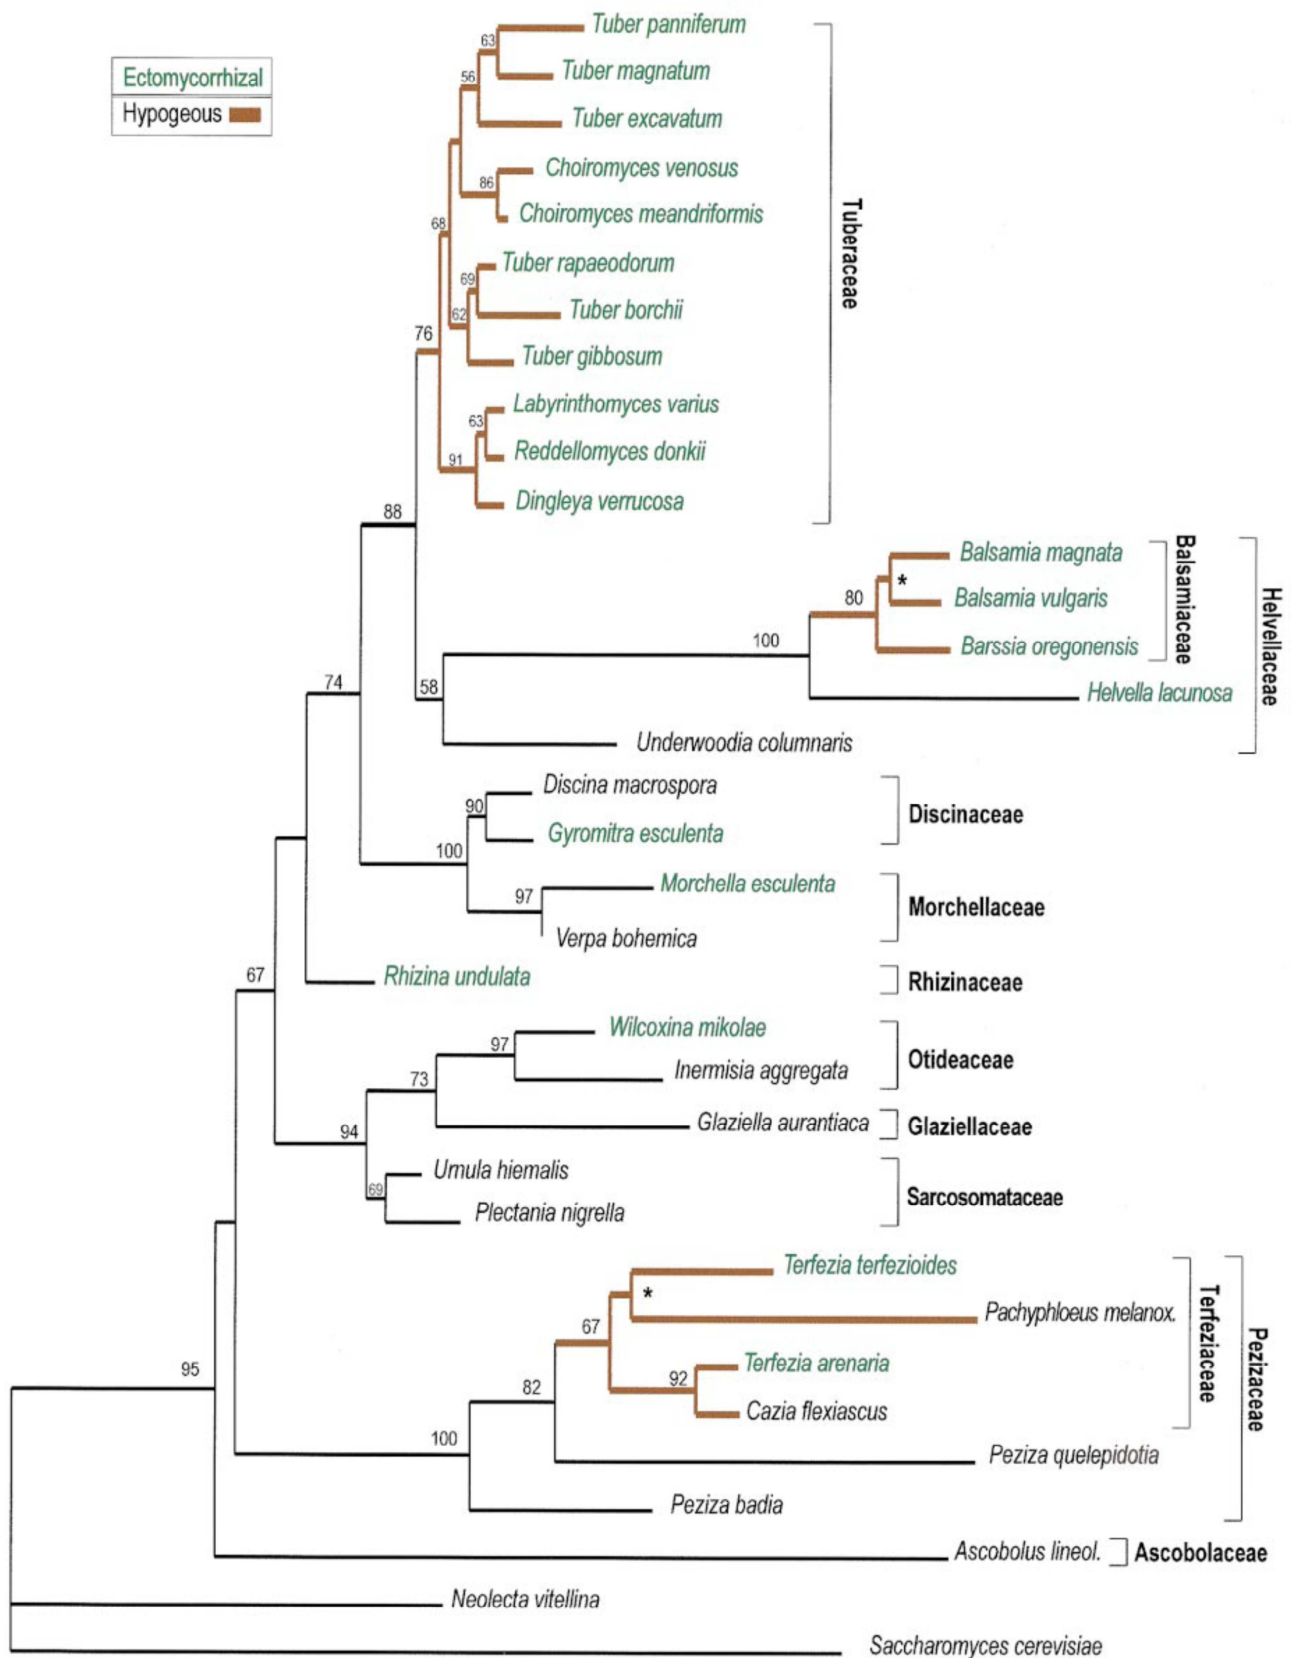 Ectomycorrhizal
Hypogeous
Tuber panniferum
63
Tuber magnatum
56
Tuber excavatum
Choiromyces venosus
86
Choiromyces meandriformis
68
Tuber rapaeodorum
69
Tuber borchii
62
Tuber gibbosum
76
Labyrinthomyces varius
63
Reddellomyces donkii
91
Dingleya verrucosa
Tuberaceae
88
Balsamia magnata
*
Balsamia vulgaris
80
Barssia oregonensis
Balsamiaceae
100
Helvella lacunosa
58
Underwoodia columnaris
Helvellaceae
74
Discina macrospora
90
Gyromitra esculenta
Discinaceae
100
Morchella esculenta
97
Verpa bohemica
Morchellaceae
Rhizina undulata
Rhizinaceae
67
Wilcoxina mikolae
97
Inermisia aggregata
Otideaceae
73
Glaziella aurantiaca
Glaziellaceae
94
Urnula hiemalis
69
Plectania nigrella
Sarcosomataceae
Terfezia terfezioides
*
Pachyphloeus melanox.
67
Terfezia arenaria
92
Cazia flexiascus
Terfeziaceae
82
Peziza quelepidotia
100
Peziza badia
Pezizaceae
95
Ascobolus lineol.
Ascobolaceae
Neolecta vitellina
Saccharomyces cerevisiae